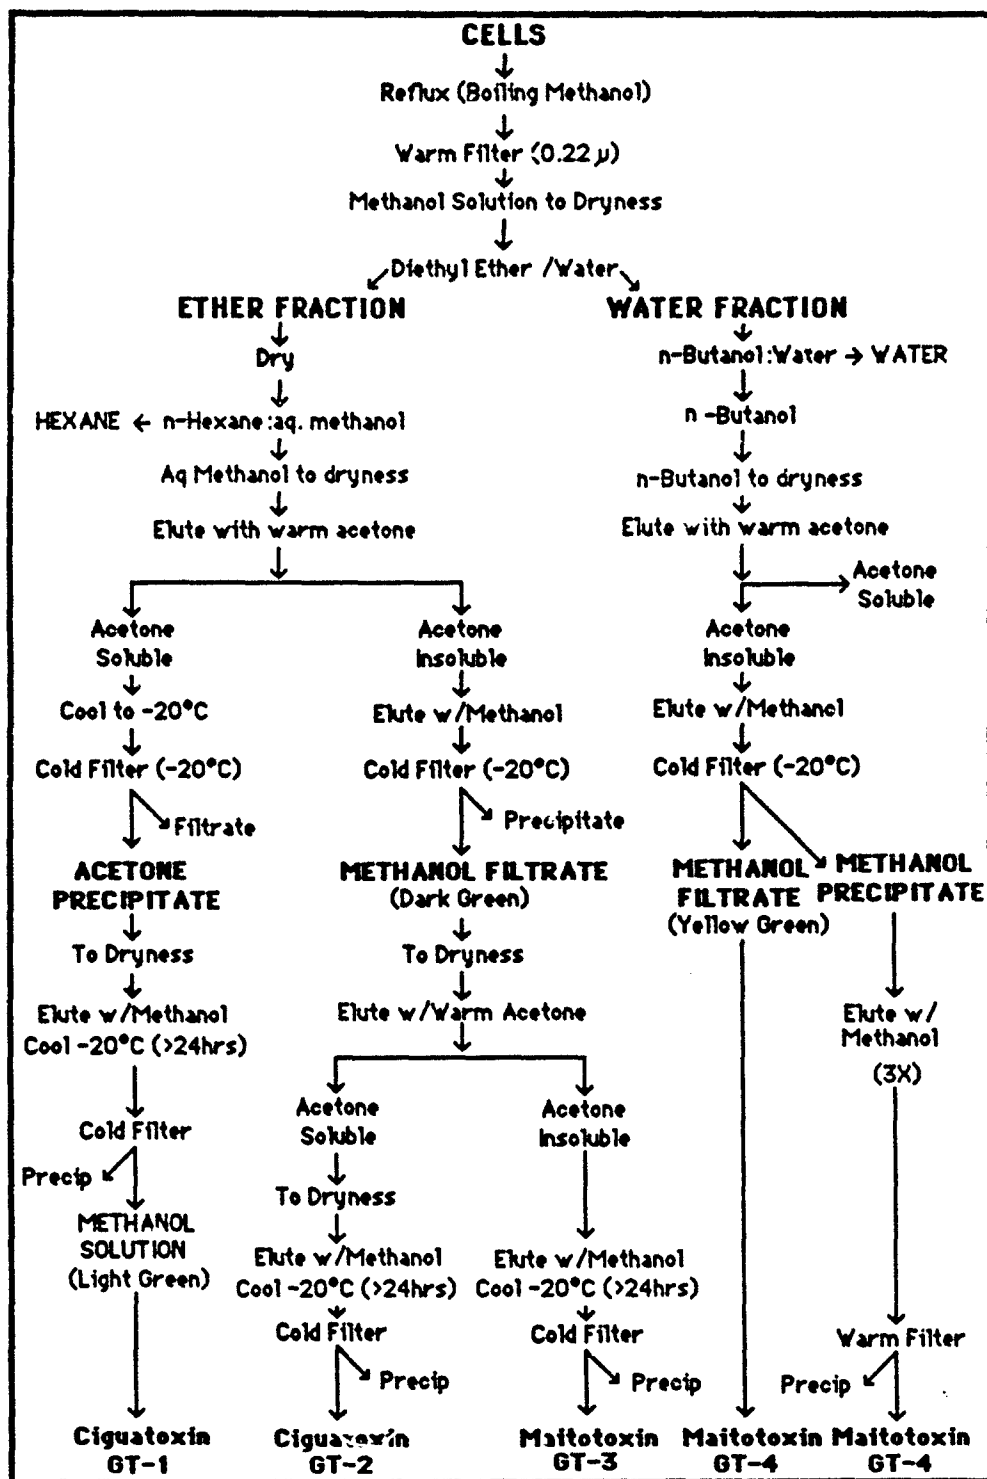 CELLS
Reflux (Boiling Methanol)
Warm Filter (0.22 µ)
Methanol Solution to Dryness
Diethyl Ether /Water
ETHER FRACTION
Dry
HEXANE ← n-Hexane:aq. methanol
Aq Methanol to dryness
Elute with warm acetone
Acetone
Soluble
Cool to -20°C
Cold Filter (-20°C)
Filtrate
ACETONE
PRECIPITATE
To Dryness
Elute w/Methanol
Cool -20°C (>24hrs)
Cold Filter
Precip
METHANOL
SOLUTION
(Light Green)
Ciguatoxin
GT-1
Acetone
Insoluble
Elute w/Methanol
Cold Filter (-20°C)
Precipitate
METHANOL FILTRATE
(Dark Green)
To Dryness
Elute w/Warm Acetone
Acetone
Soluble
To Dryness
Elute w/Methanol
Cool -20°C (>24hrs)
Cold Filter
Precip
Ciguatoxin
GT-2
Acetone
Insoluble
Elute w/Methanol
Cool -20°C (>24hrs)
Cold Filter
Precip
Maitotoxin
GT-3
WATER FRACTION
n-Butanol:Water → WATER
n-Butanol
n-Butanol to dryness
Elute with warm acetone
Acetone
Soluble
Acetone
Insoluble
Elute w/Methanol
Cold Filter (-20°C)
METHANOL
FILTRATE
(Yellow Green)
Maitotoxin
GT-4
METHANOL
PRECIPITATE
Elute w/
Methanol
(3X)
Warm Filter
Precip
Maitotoxin
GT-4